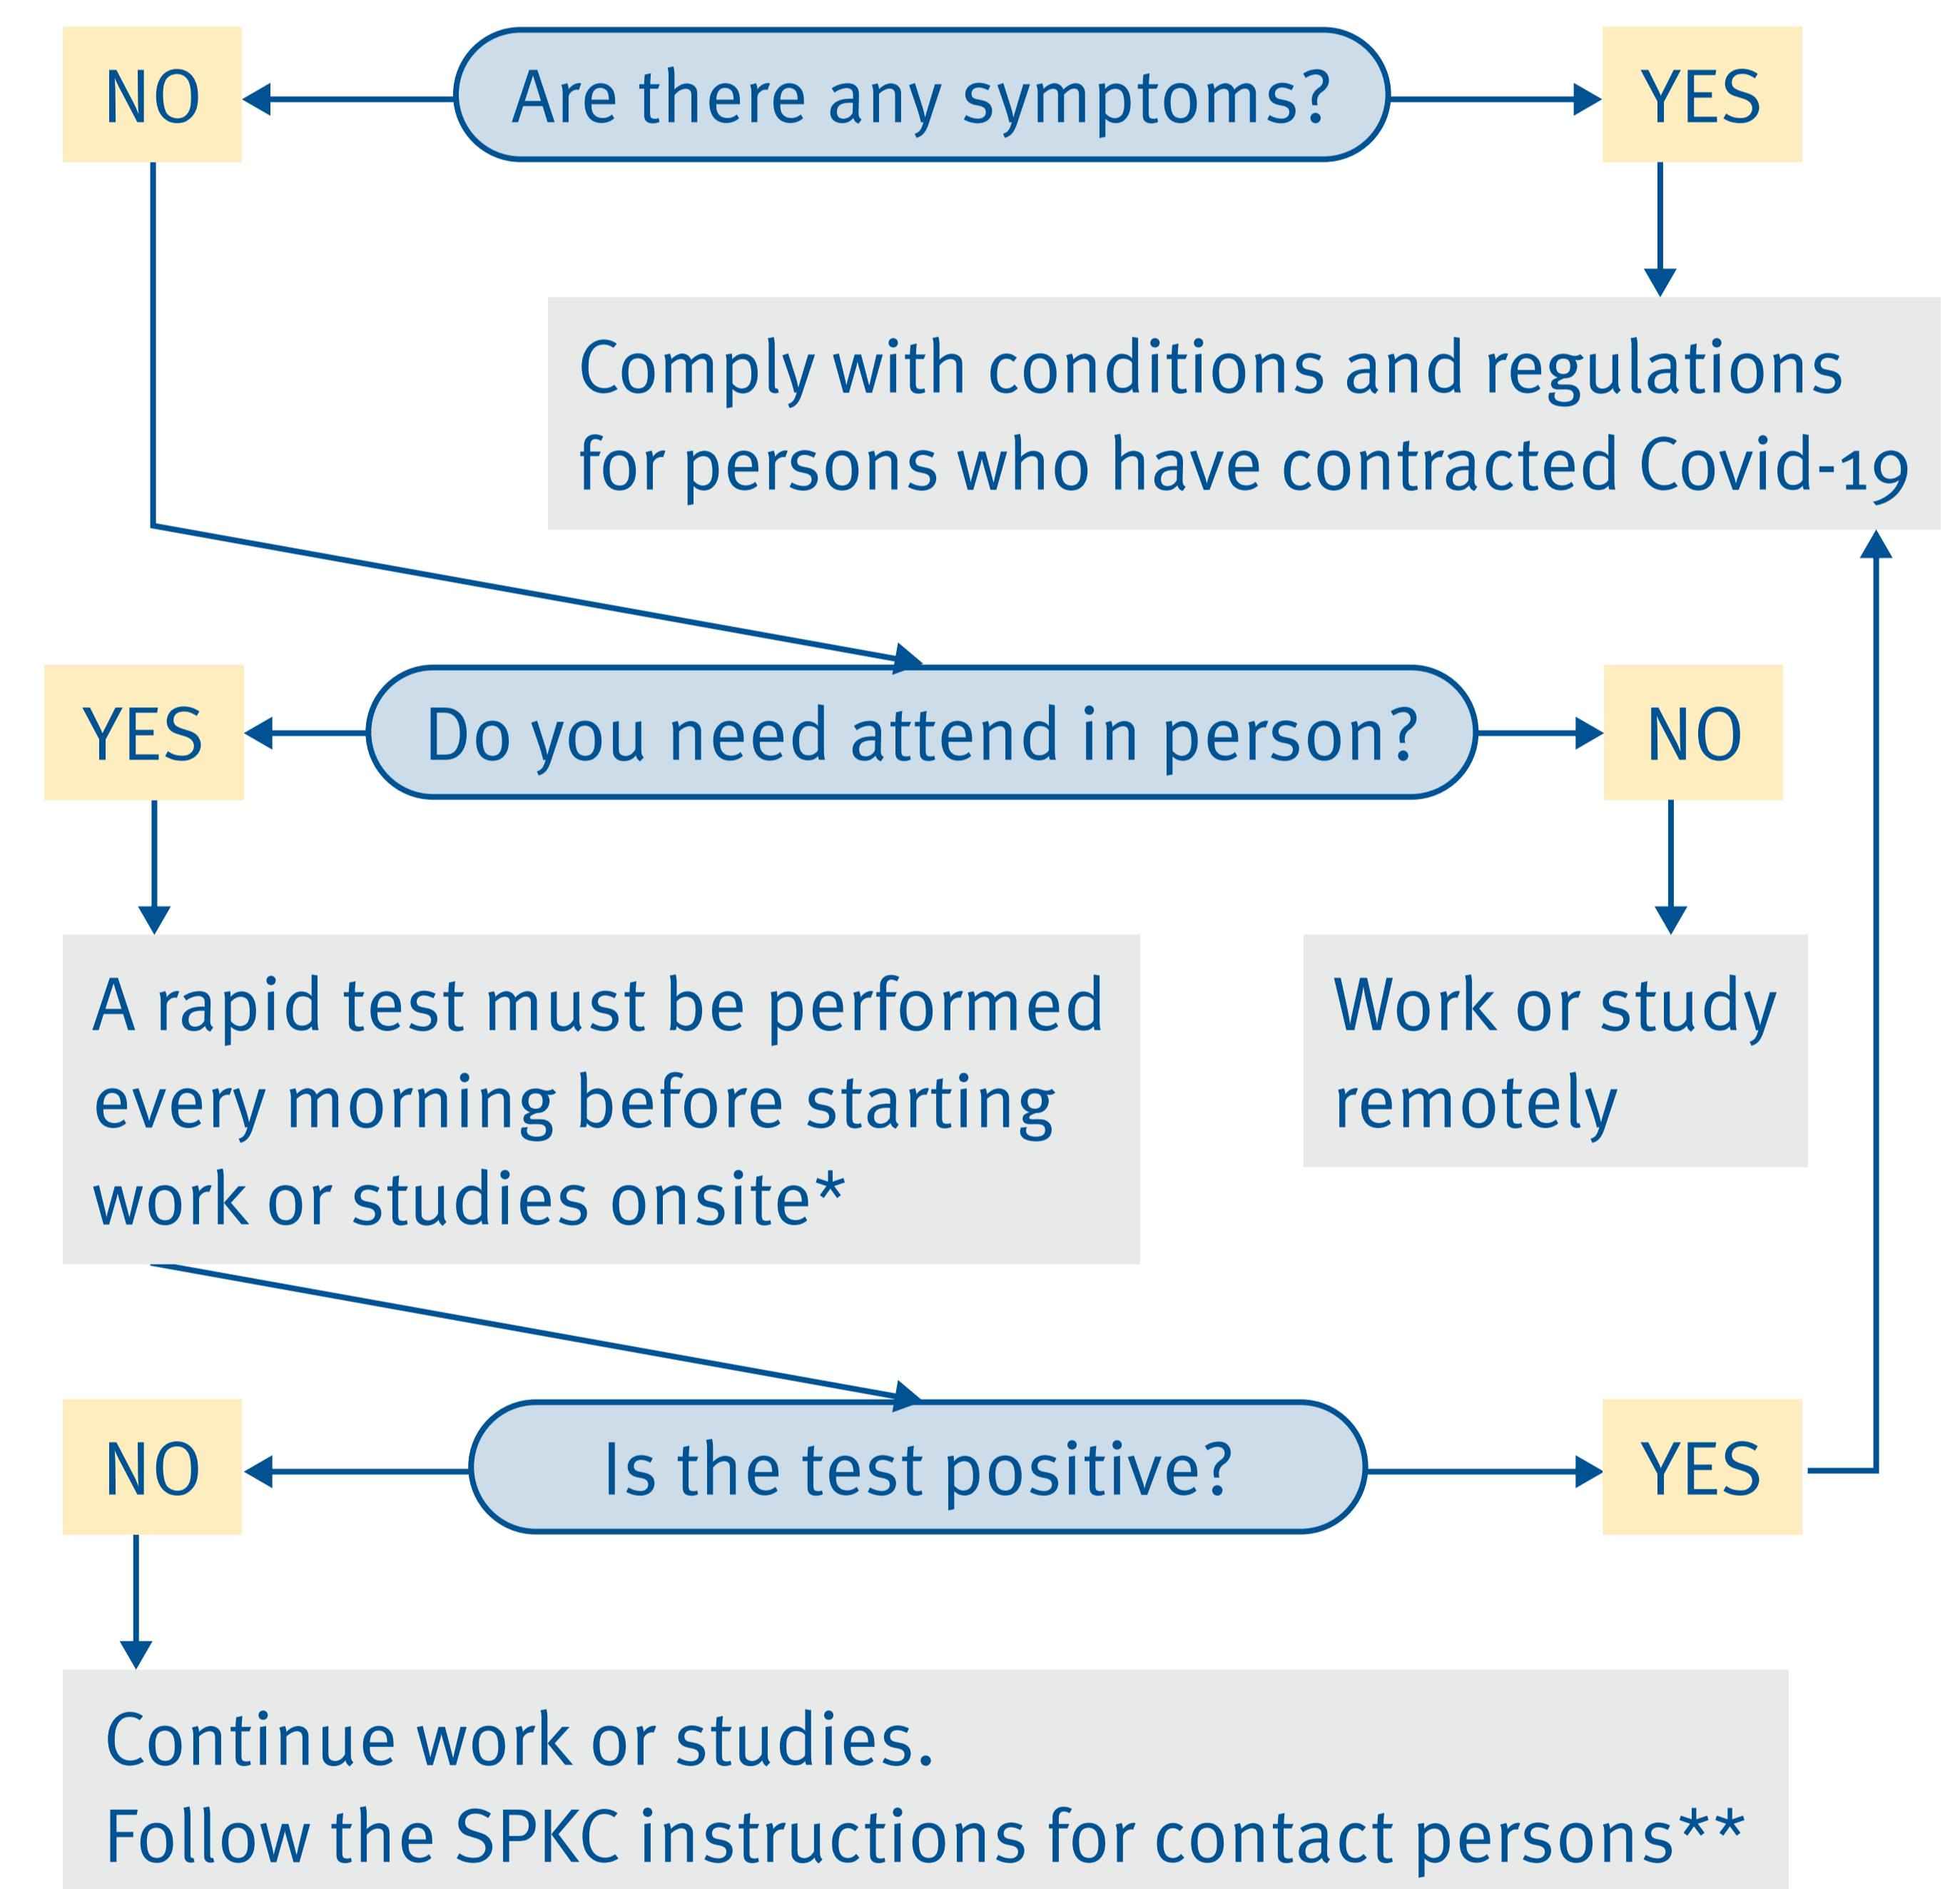 NO
Are there any symptoms?
YES
Comply with conditions and regulations
for persons who have contracted Covid-19
YES
Do you need attend in person?
NO
A rapid test must be performed
every morning before starting
work or studies onsite*
Work or study
remotely
NO
Is the test positive?
YES
Continue work or studies.
Follow the SPKC instructions for contact persons**